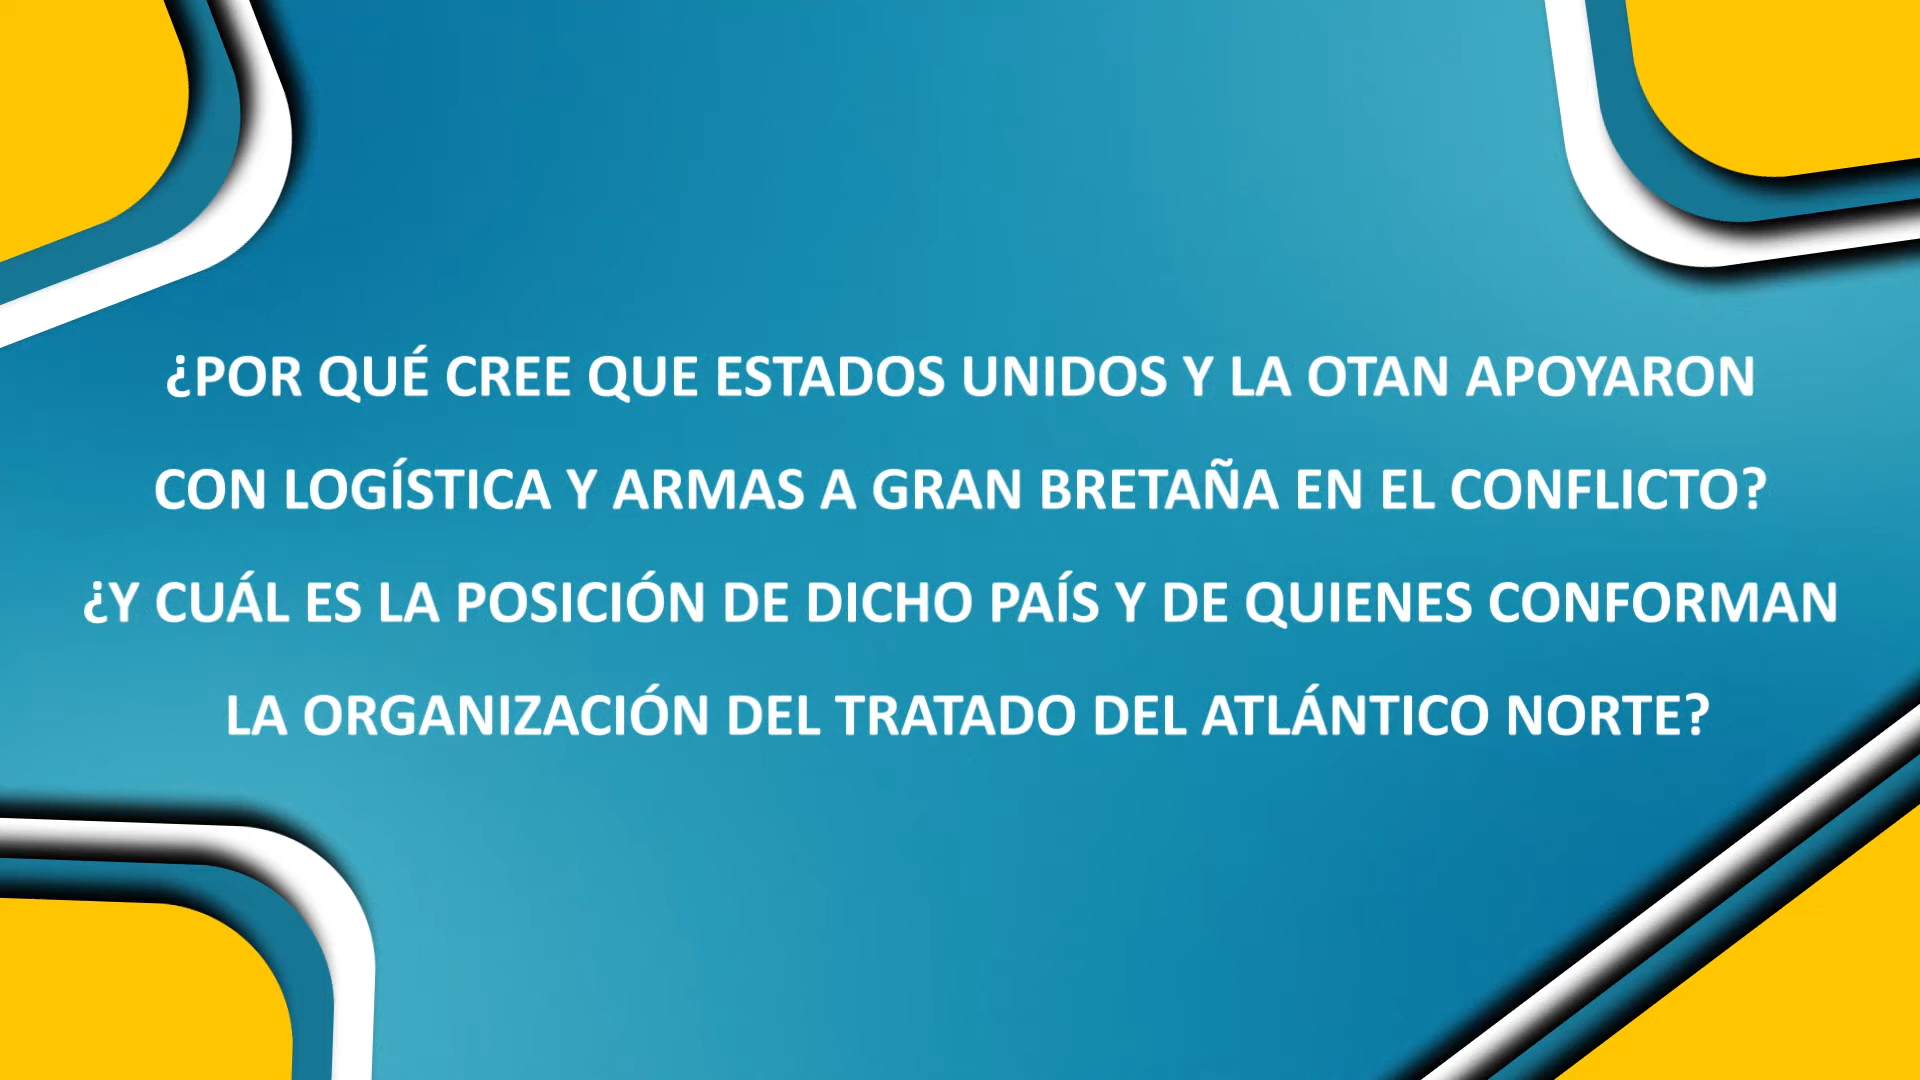 ¿POR QUÉ CREE QUE ESTADOS UNIDOS Y LA OTAN APOYARON
CON LOGÍSTICA Y ARMAS A GRAN BRETAÑA EN EL CONFLICTO?
¿Y CUÁL ES LA POSICIÓN DE DICHO PAÍS Y DE QUIENES CONFORMAN
LA ORGANIZACIÓN DEL TRATADO DEL ATLÁNTICO NORTE?